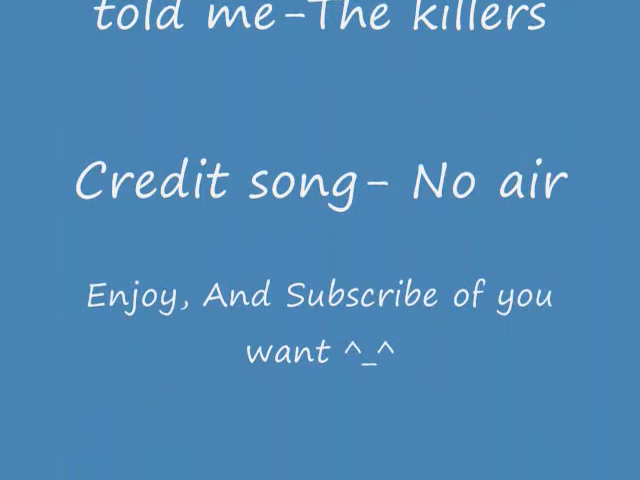 told me-The killers
Credit song- No air
Enjoy, And Subscribe of you
want ^_^